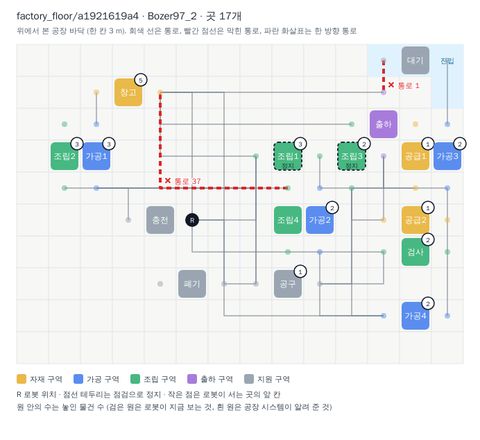 factory_floor/a1921619a4 · Bozer97_2 · 곳 17개
위에서 본 공장 바닥 (한 칸 3 m). 회색 선은 통로, 빨간 점선은 막힌 통로, 파란 화살표는 한 방향 통로
대기
진입
✕ 통로 1
창고 5
출하
조립2 3
가공1 3
조립1 3
정지
조립3 2
정지
공급1 1
가공3 2
✕ 통로 37
충전
R
조립4
가공2 2
공급2 1
검사 2
폐기
공구 1
가공4 2
자재 구역
가공 구역
조립 구역
출하 구역
지원 구역
R 로봇 위치 · 점선 테두리는 점검으로 정지 · 작은 점은 로봇이 서는 곳의 앞 칸
원 안의 수는 놓인 물건 수 (검은 원은 로봇이 지금 보는 것, 흰 원은 공장 시스템이 알려 준 것)